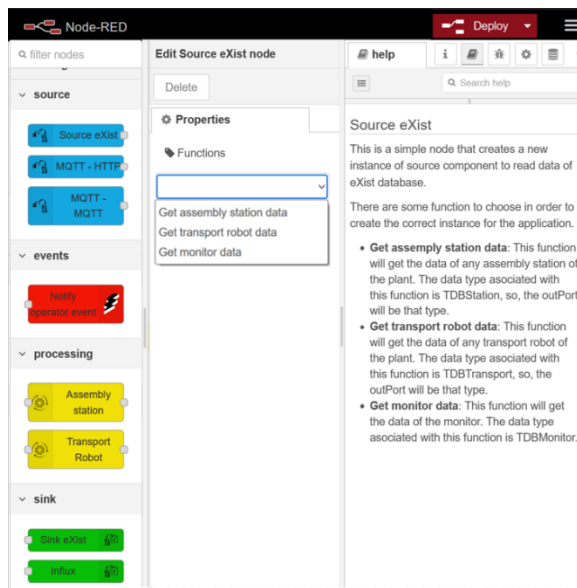 Node-RED
Deploy
filter nodes
source
Source eXist
MQTT - HTTP
MQTT -
MQTT
events
Notify
operator event
processing
Assembly
station
Transport
Robot
sink
Sink eXist
Influx
Edit Source eXist node
Delete
Properties
Functions
Get assembly station data
Get transport robot data
Get monitor data
help
i
Search help
Source eXist
This is a simple node that creates a new
instance of source component to read data of
eXist database.
There are some function to choose in order to
create the correct instance for the application.
• Get assemply station data: This function
will get the data of any assembly station of
the plant. The data type asociated with
this function is TDBStation, so, the outPort
will be that type.
• Get transport robot data: This function
will get the data of any transport robot of
the plant. The data type asociated with
this function is TDBTransport, so, the
outPort will be that type.
• Get monitor data: This function will get
the data of the monitor. The data type
asociated with this function is TDBMonitor.